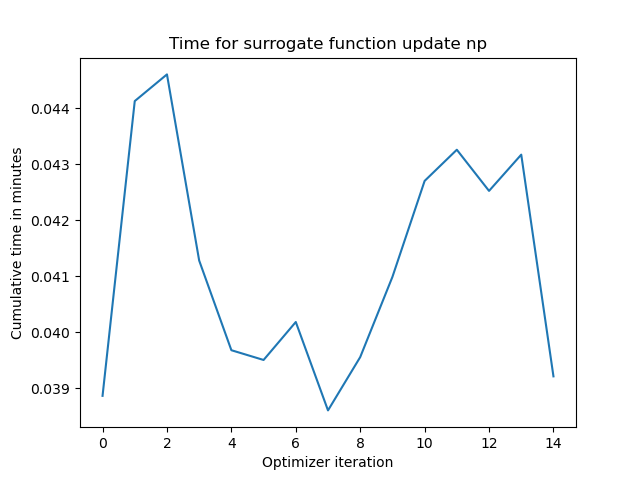 Time for surrogate function update np
Cumulative time in minutes
0.044
0.043
0.042
0.041
0.040
0.039
0 2 4 6 8 10 12 14
Optimizer iteration